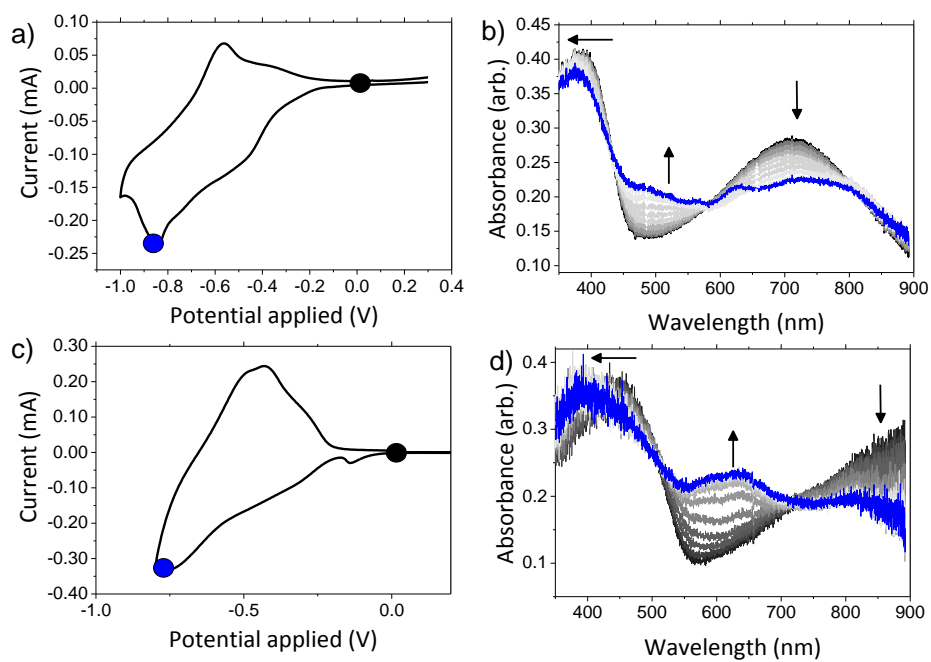 a)
Current (mA)
0.10
0.05
0.00
-0.05
-0.10
-0.15
-0.20
-0.25
-1.0 -0.8 -0.6 -0.4 -0.2 0.0 0.2 0.4
Potential applied (V)
b)
Absorbance (arb.)
0.45
0.40
0.35
0.30
0.25
0.20
0.15
0.10
400 500 600 700 800 900
Wavelength (nm)
c)
Current (mA)
0.30
0.20
0.10
0.00
-0.10
-0.20
-0.30
-0.40
-1.0 -0.5 0.0
Potential applied (V)
d)
Absorbance (arb.)
0.4
0.3
0.2
0.1
400 500 600 700 800 900
Wavelength (nm)